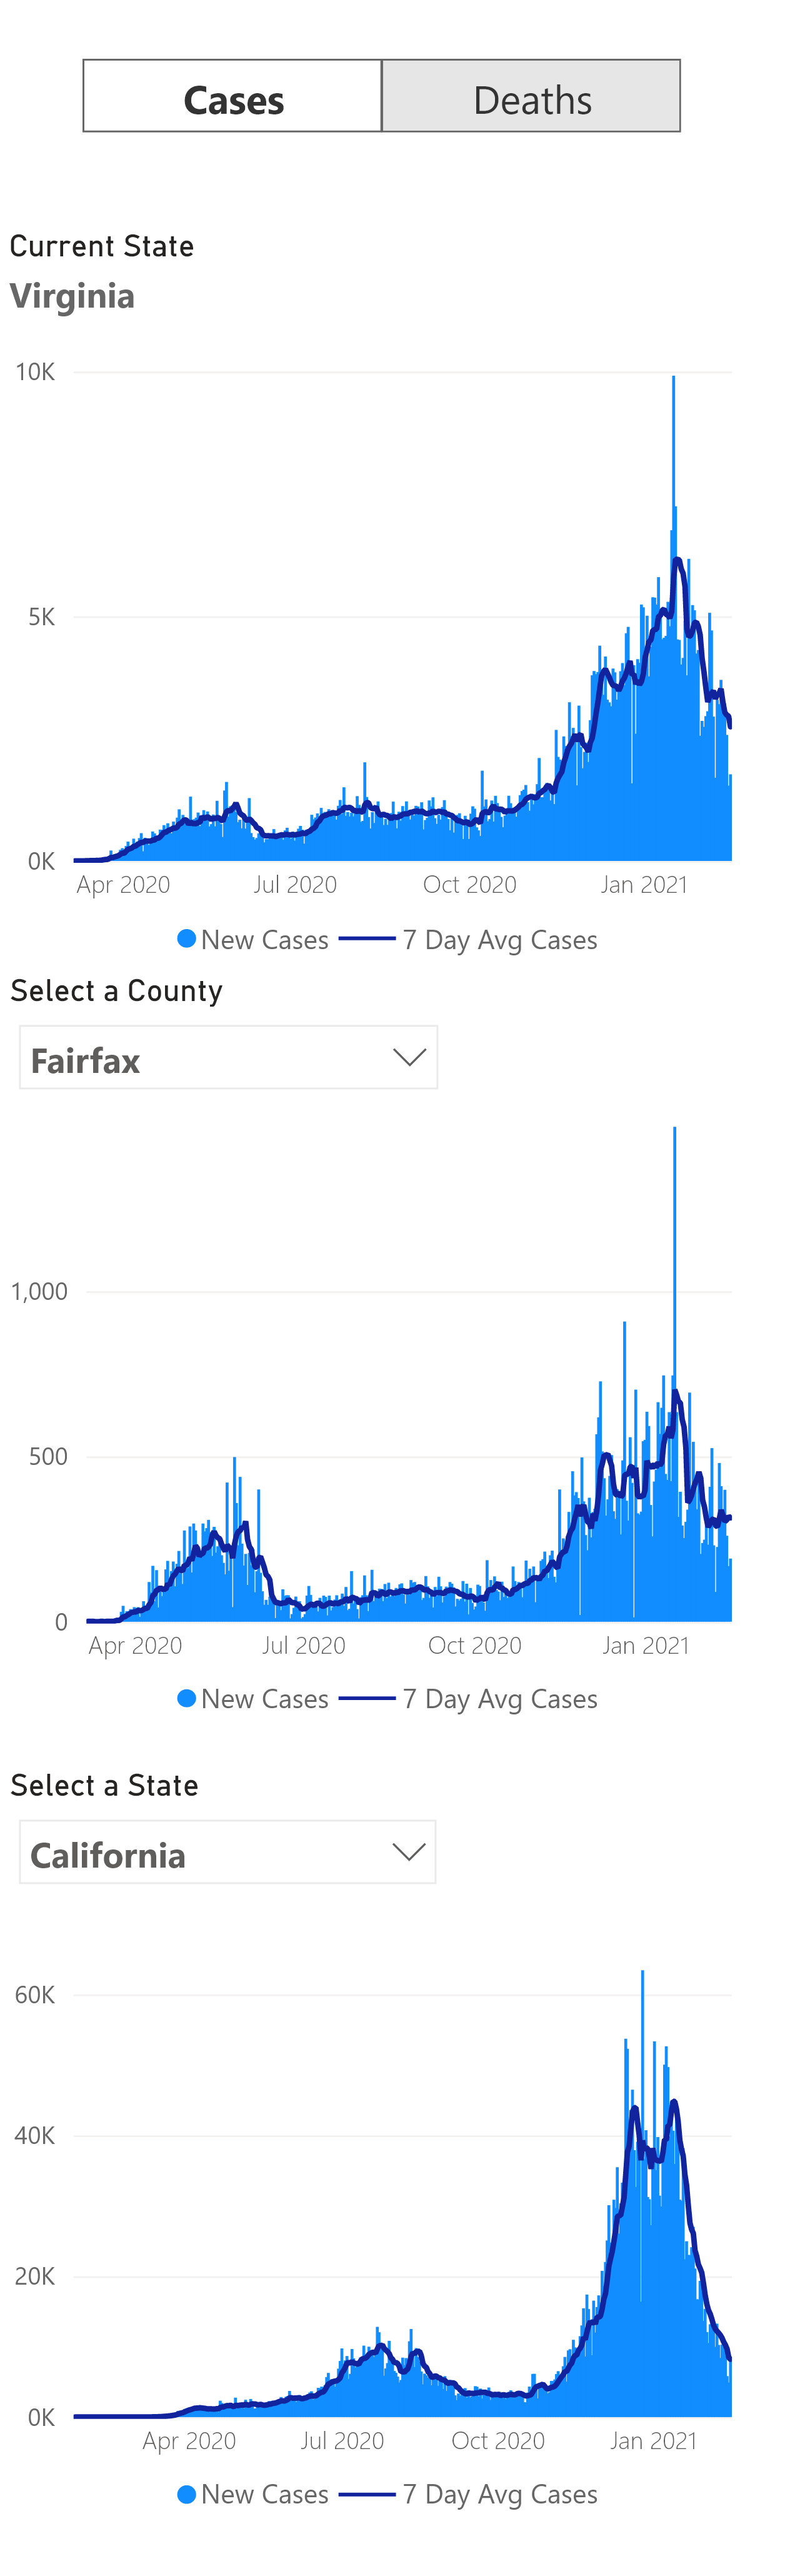 Cases Deaths
Current State
Virginia
10K
5K
0K
Apr 2020 Jul 2020 Oct 2020 Jan 2021
New Cases 7 Day Avg Cases
Select a County
Fairfax
1,000
500
0
Apr 2020 Jul 2020 Oct 2020 Jan 2021
New Cases 7 Day Avg Cases
Select a State
California
60K
40K
20K
0K
Apr 2020 Jul 2020 Oct 2020 Jan 2021
New Cases 7 Day Avg Cases